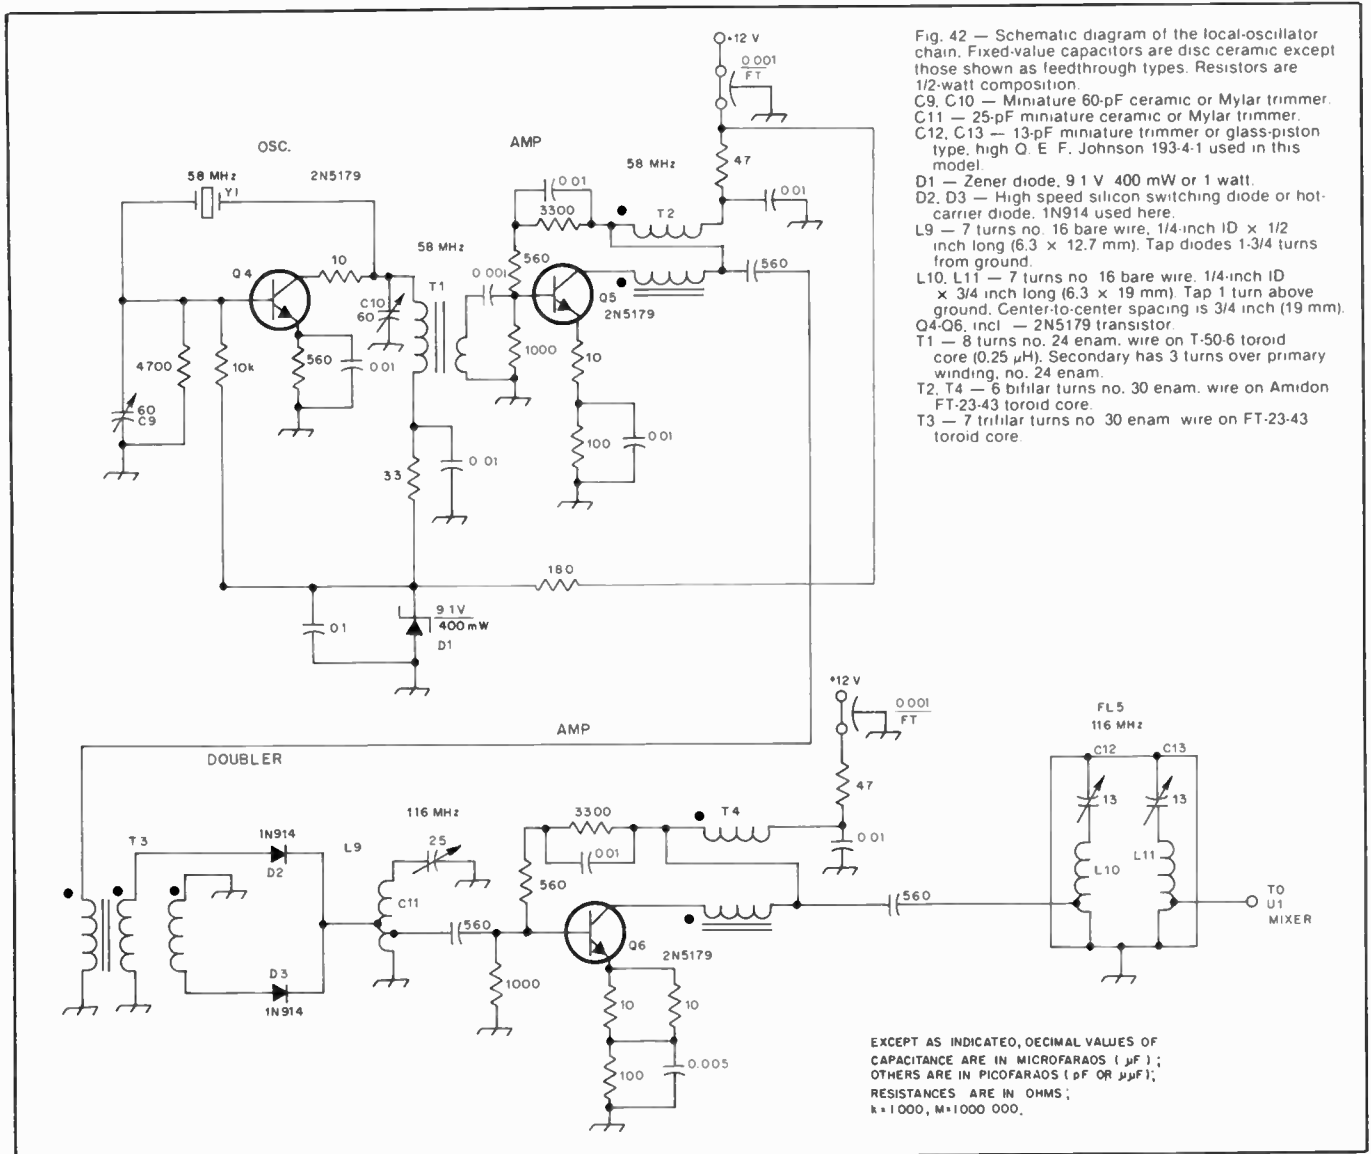 Fig. 42 — Schematic diagram of the local-oscillator
chain. Fixed-value capacitors are disc ceramic except
those shown as feedthrough types. Resistors are
1/2-watt composition.
C9, C10 — Miniature 60-pF ceramic or Mylar trimmer.
C11 — 25-pF miniature ceramic or Mylar trimmer.
C12, C13 — 13-pF miniature trimmer or glass-piston
type, high Q. E. F. Johnson 193-4-1 used in this
model.
D1 — Zener diode, 9.1 V 400 mW or 1 watt.
D2, D3 — High speed silicon switching diode or hot-
carrier diode. 1N914 used here.
L9 — 7 turns no. 16 bare wire, 1/4-inch ID × 1/2
inch long (6.3 × 12.7 mm). Tap diodes 1-3/4 turns
from ground.
L10, L11 — 7 turns no. 16 bare wire, 1/4-inch ID
× 3/4 inch long (6.3 × 19 mm). Tap 1 turn above
ground. Center-to-center spacing is 3/4 inch (19 mm).
Q4-Q6, incl. — 2N5179 transistor.
T1 — 8 turns no. 24 enam. wire on T-50-6 toroid
core (0.25 µH). Secondary has 3 turns over primary
winding, no. 24 enam.
T2, T4 — 6 bifilar turns no. 30 enam. wire on Amidon
FT-23-43 toroid core.
T3 — 7 trifilar turns no. 30 enam. wire on FT-23-43
toroid core.
+12 V
0.001
FT
OSC.
AMP
58 MHz
Y1
2N5179
0.01
58 MHz
47
0.01
3300
T2
58 MHz
10
560
560
Q4
0.001
T1
C10
60
Q5
2N5179
4700
10k
560
0.01
1000
10
60
C9
100
0.01
33
0.01
180
9.1V
400 mW
D1
01
+12 V
0.001
FT
AMP
DOUBLER
FL5
116 MHz
C12
C13
13
13
47
116 MHz
3300
T4
T3
1N914
D2
L9
25
0.01
0.01
560
L10
L11
C11
560
560
TO
U1
MIXER
Q6
2N5179
D3
1N914
1000
10
10
100
0.005
EXCEPT AS INDICATED, DECIMAL VALUES OF
CAPACITANCE ARE IN MICROFARADS ( µF ) ;
OTHERS ARE IN PICOFARADS ( pF OR µµF);
RESISTANCES ARE IN OHMS ;
k = 1000, M = 1000 000.